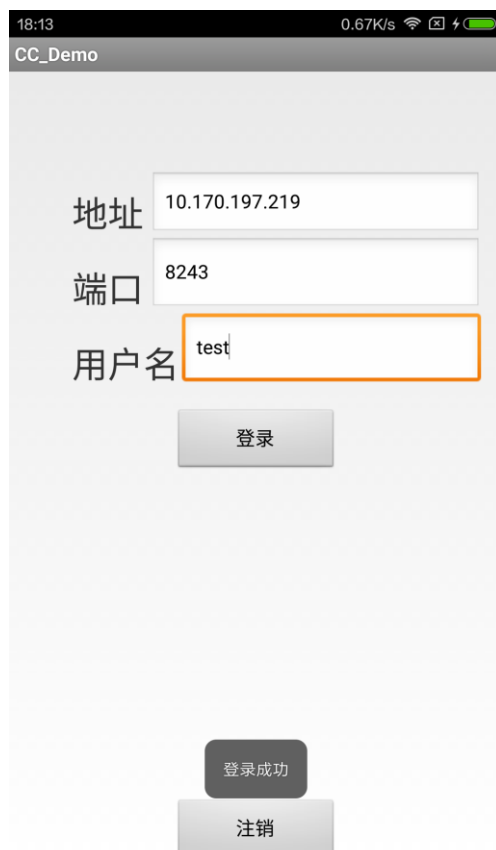 18:13 0.67K/s
CC_Demo
地址 10.170.197.219
端口 8243
用户名 test
登录
登录成功
注销